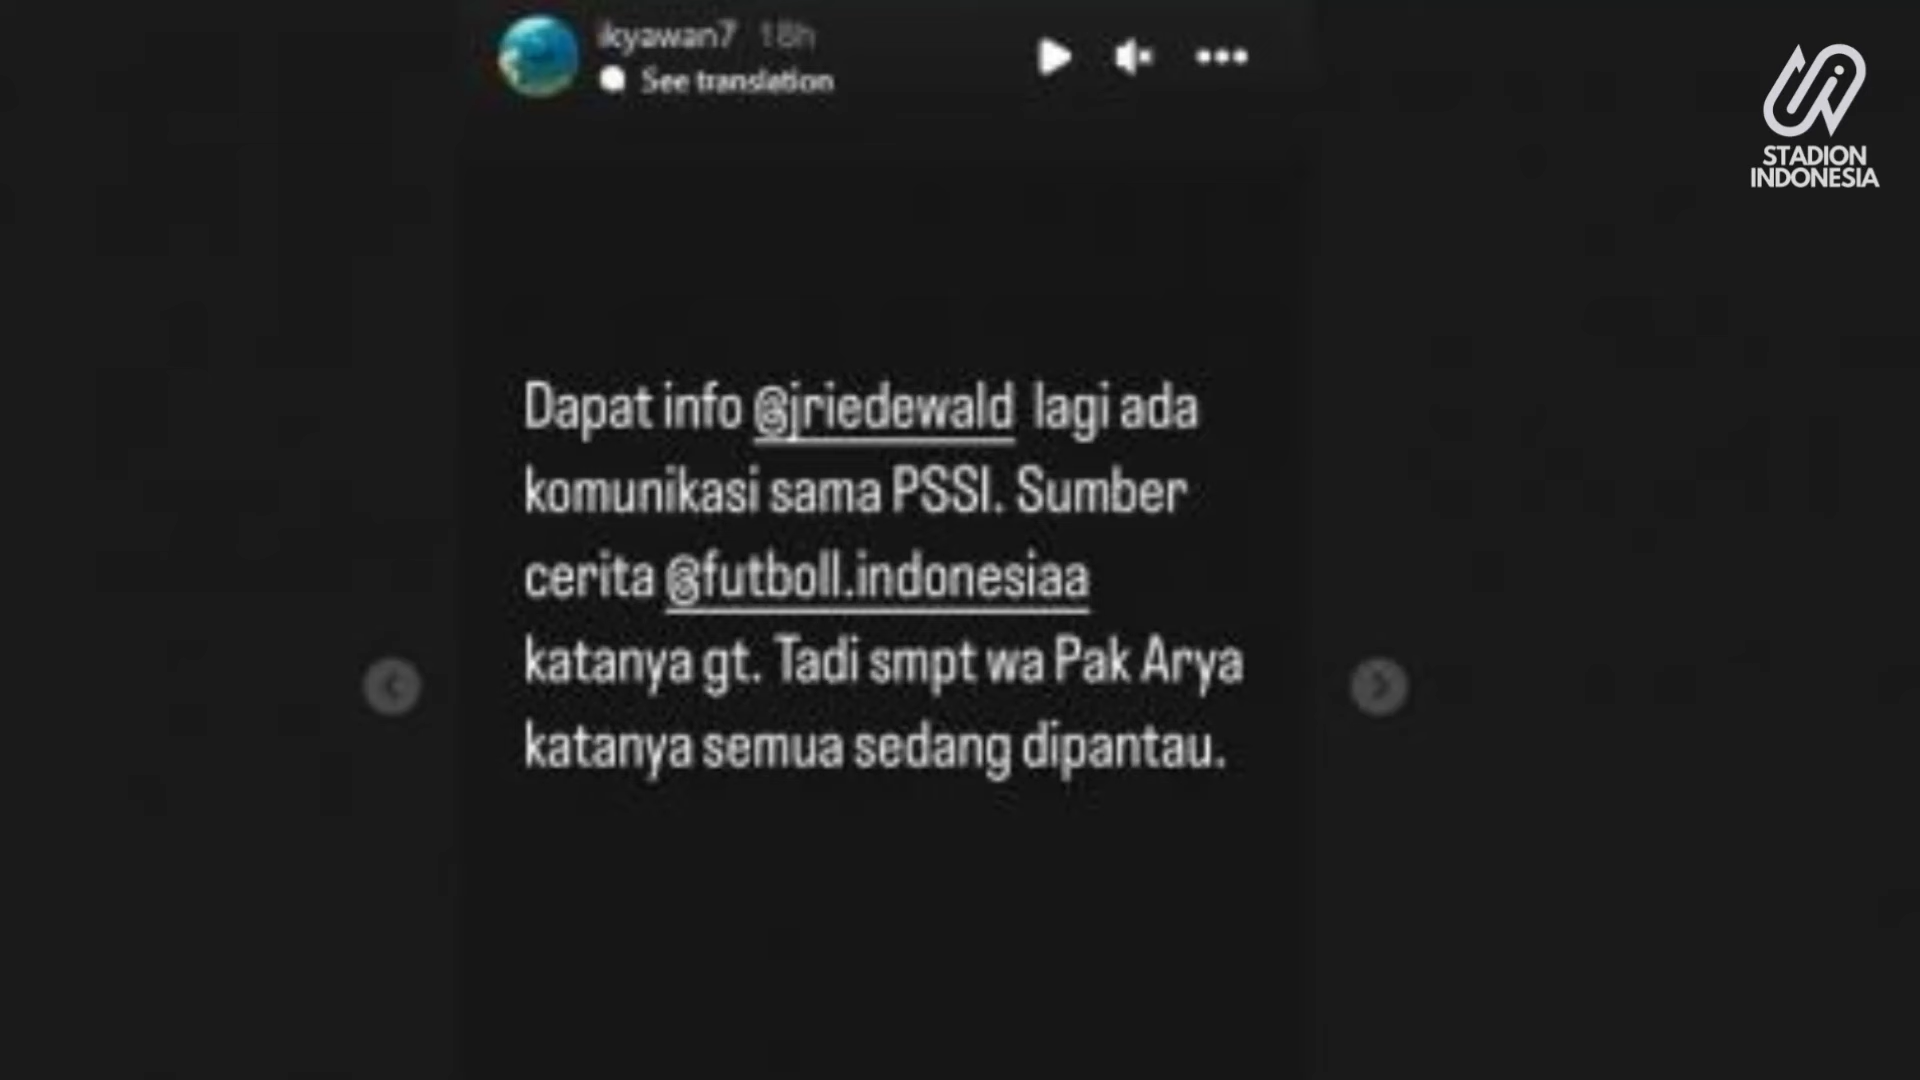 ikyawan7 18h
See translation
STADION
INDONESIA
Dapat info @jriedewald lagi ada
komunikasi sama PSSI. Sumber
cerita @futboll.indonesiaa
katanya gt. Tadi smpt wa Pak Arya
katanya semua sedang dipantau.